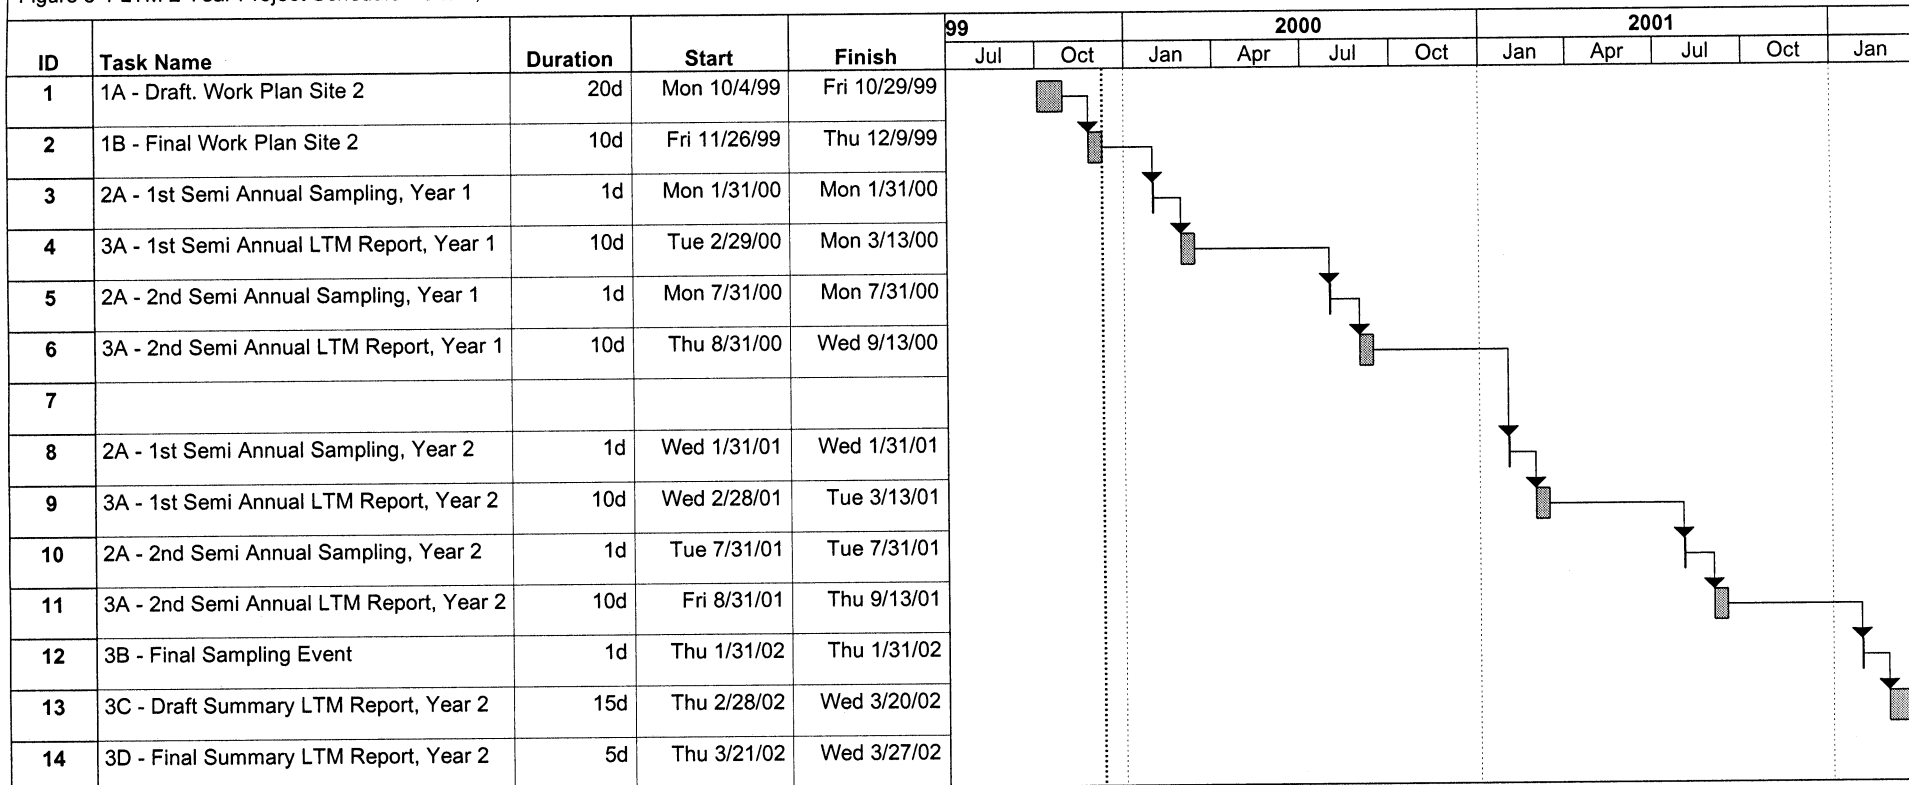 99 2000 2001
ID Task Name Duration Start Finish Jul Oct Jan Apr Jul Oct Jan Apr Jul Oct Jan
1 1A - Draft. Work Plan Site 2 20d Mon 10/4/99 Fri 10/29/99
2 1B - Final Work Plan Site 2 10d Fri 11/26/99 Thu 12/9/99
3 2A - 1st Semi Annual Sampling, Year 1 1d Mon 1/31/00 Mon 1/31/00
4 3A - 1st Semi Annual LTM Report, Year 1 10d Tue 2/29/00 Mon 3/13/00
5 2A - 2nd Semi Annual Sampling, Year 1 1d Mon 7/31/00 Mon 7/31/00
6 3A - 2nd Semi Annual LTM Report, Year 1 10d Thu 8/31/00 Wed 9/13/00
7
8 2A - 1st Semi Annual Sampling, Year 2 1d Wed 1/31/01 Wed 1/31/01
9 3A - 1st Semi Annual LTM Report, Year 2 10d Wed 2/28/01 Tue 3/13/01
10 2A - 2nd Semi Annual Sampling, Year 2 1d Tue 7/31/01 Tue 7/31/01
11 3A - 2nd Semi Annual LTM Report, Year 2 10d Fri 8/31/01 Thu 9/13/01
12 3B - Final Sampling Event 1d Thu 1/31/02 Thu 1/31/02
13 3C - Draft Summary LTM Report, Year 2 15d Thu 2/28/02 Wed 3/20/02
14 3D - Final Summary LTM Report, Year 2 5d Thu 3/21/02 Wed 3/27/02